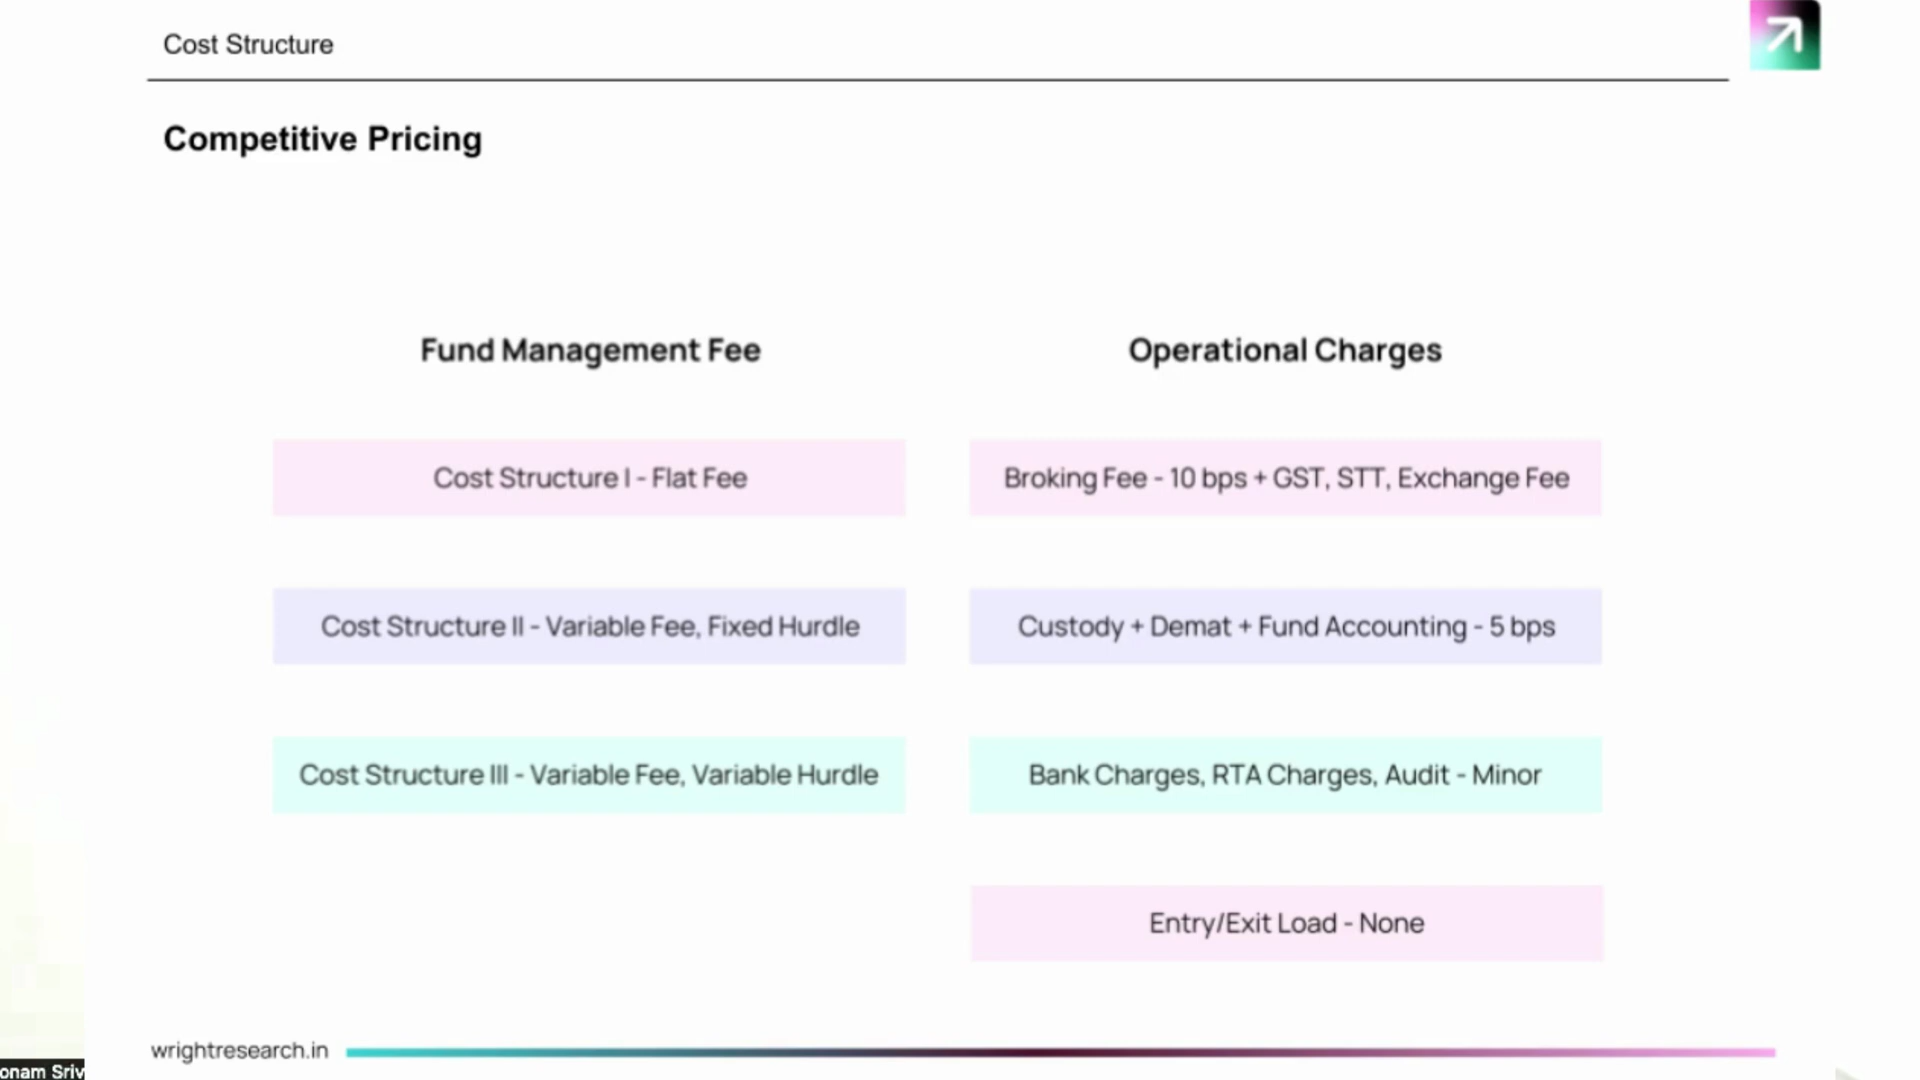 Cost Structure
Competitive Pricing
Fund Management Fee
Cost Structure I - Flat Fee
Cost Structure II - Variable Fee, Fixed Hurdle
Cost Structure III - Variable Fee, Variable Hurdle
Operational Charges
Broking Fee - 10 bps + GST, STT, Exchange Fee
Custody + Demat + Fund Accounting - 5 bps
Bank Charges, RTA Charges, Audit - Minor
Entry/Exit Load - None
wrightresearch.in
onam Sriv